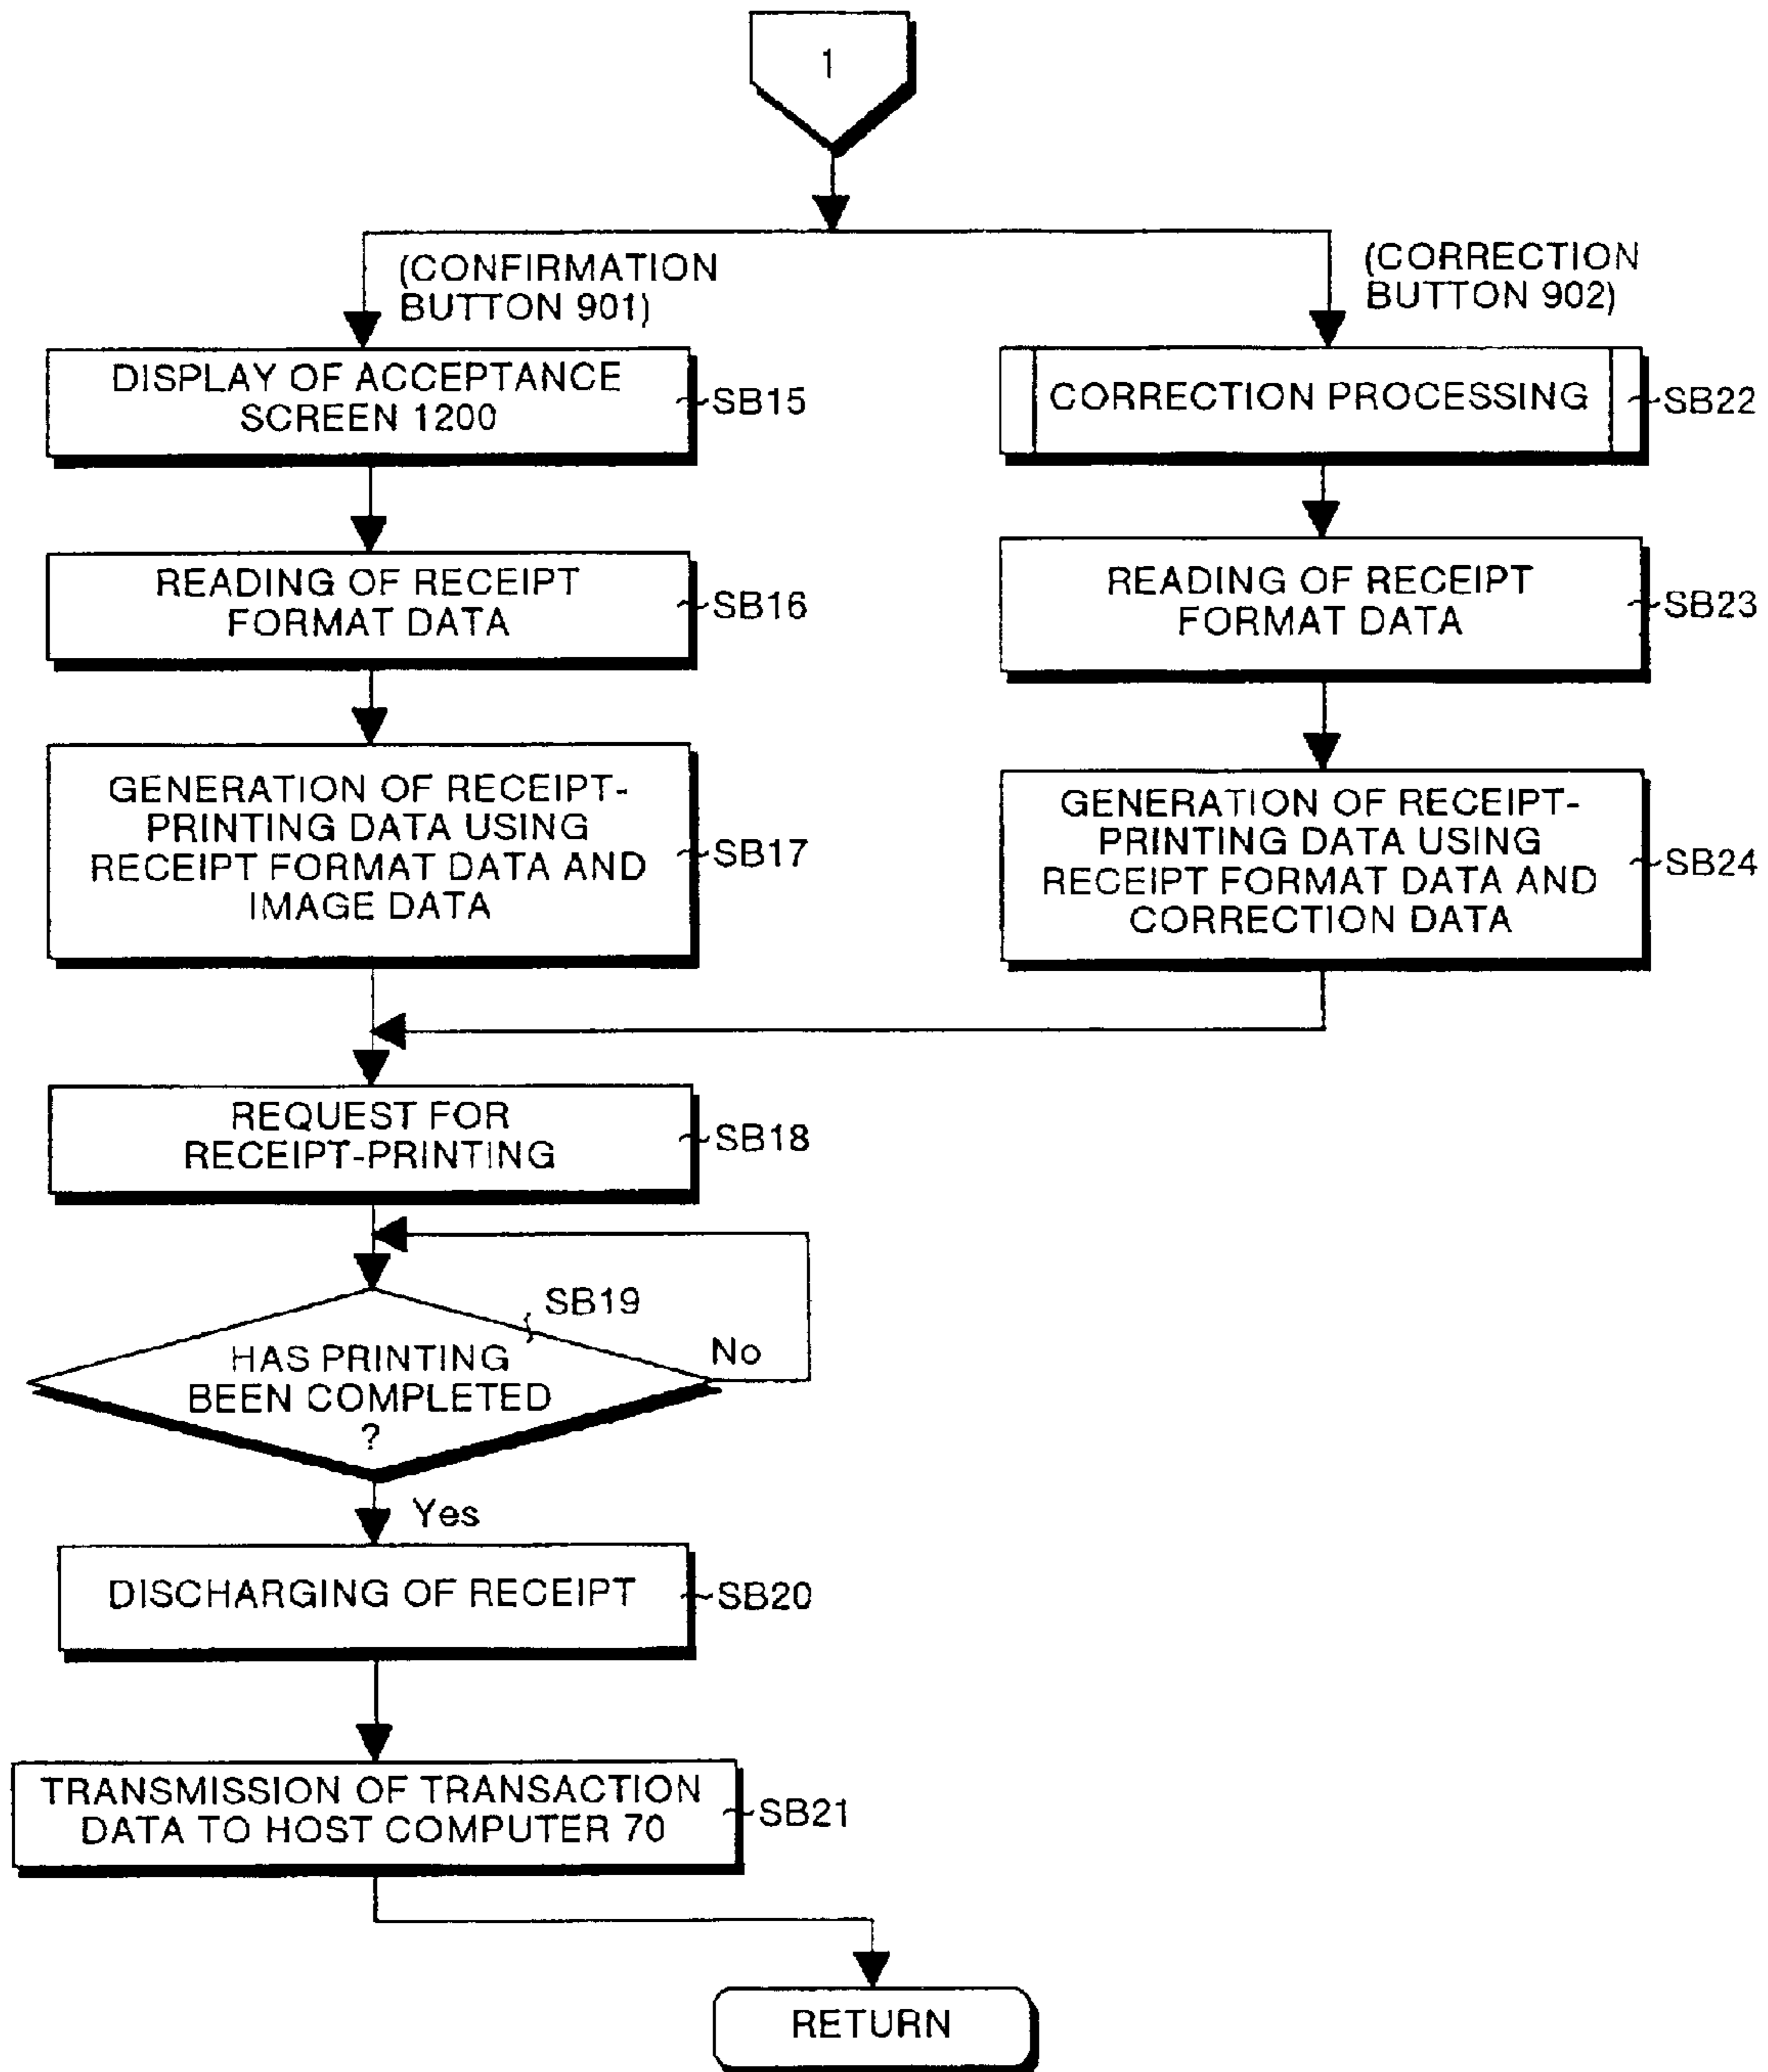 1
(CONFIRMATION
BUTTON 901)
(CORRECTION
BUTTON 902)
DISPLAY OF ACCEPTANCE
SCREEN 1200
SB15
CORRECTION PROCESSING
SB22
READING OF RECEIPT
FORMAT DATA
SB16
READING OF RECEIPT
FORMAT DATA
SB23
GENERATION OF RECEIPT-
PRINTING DATA USING
RECEIPT FORMAT DATA AND
IMAGE DATA
SB17
GENERATION OF RECEIPT-
PRINTING DATA USING
RECEIPT FORMAT DATA AND
CORRECTION DATA
SB24
REQUEST FOR
RECEIPT-PRINTING
SB18
SB19
HAS PRINTING
BEEN COMPLETED
?
No
Yes
DISCHARGING OF RECEIPT
SB20
TRANSMISSION OF TRANSACTION
DATA TO HOST COMPUTER 70
SB21
RETURN